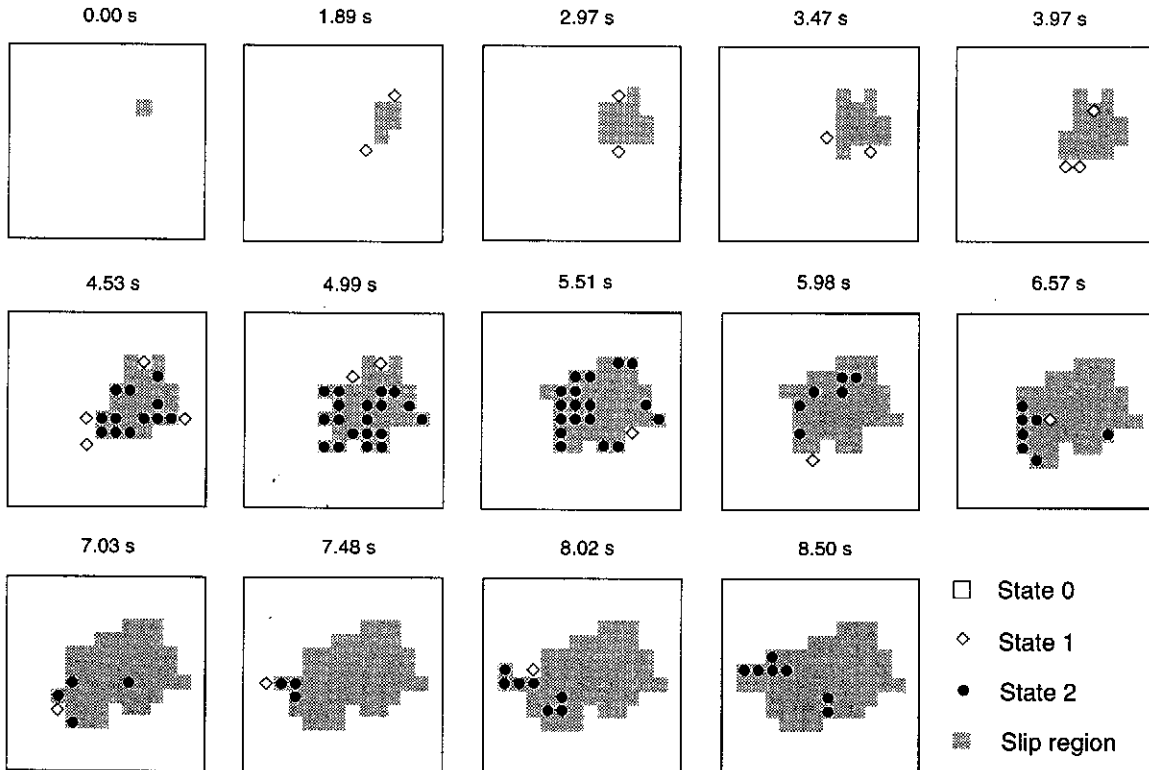 0.00 s
1.89 s
2.97 s
3.47 s
3.97 s
4.53 s
4.99 s
5.51 s
5.98 s
6.57 s
7.03 s
7.48 s
8.02 s
8.50 s
State 0
State 1
State 2
Slip region